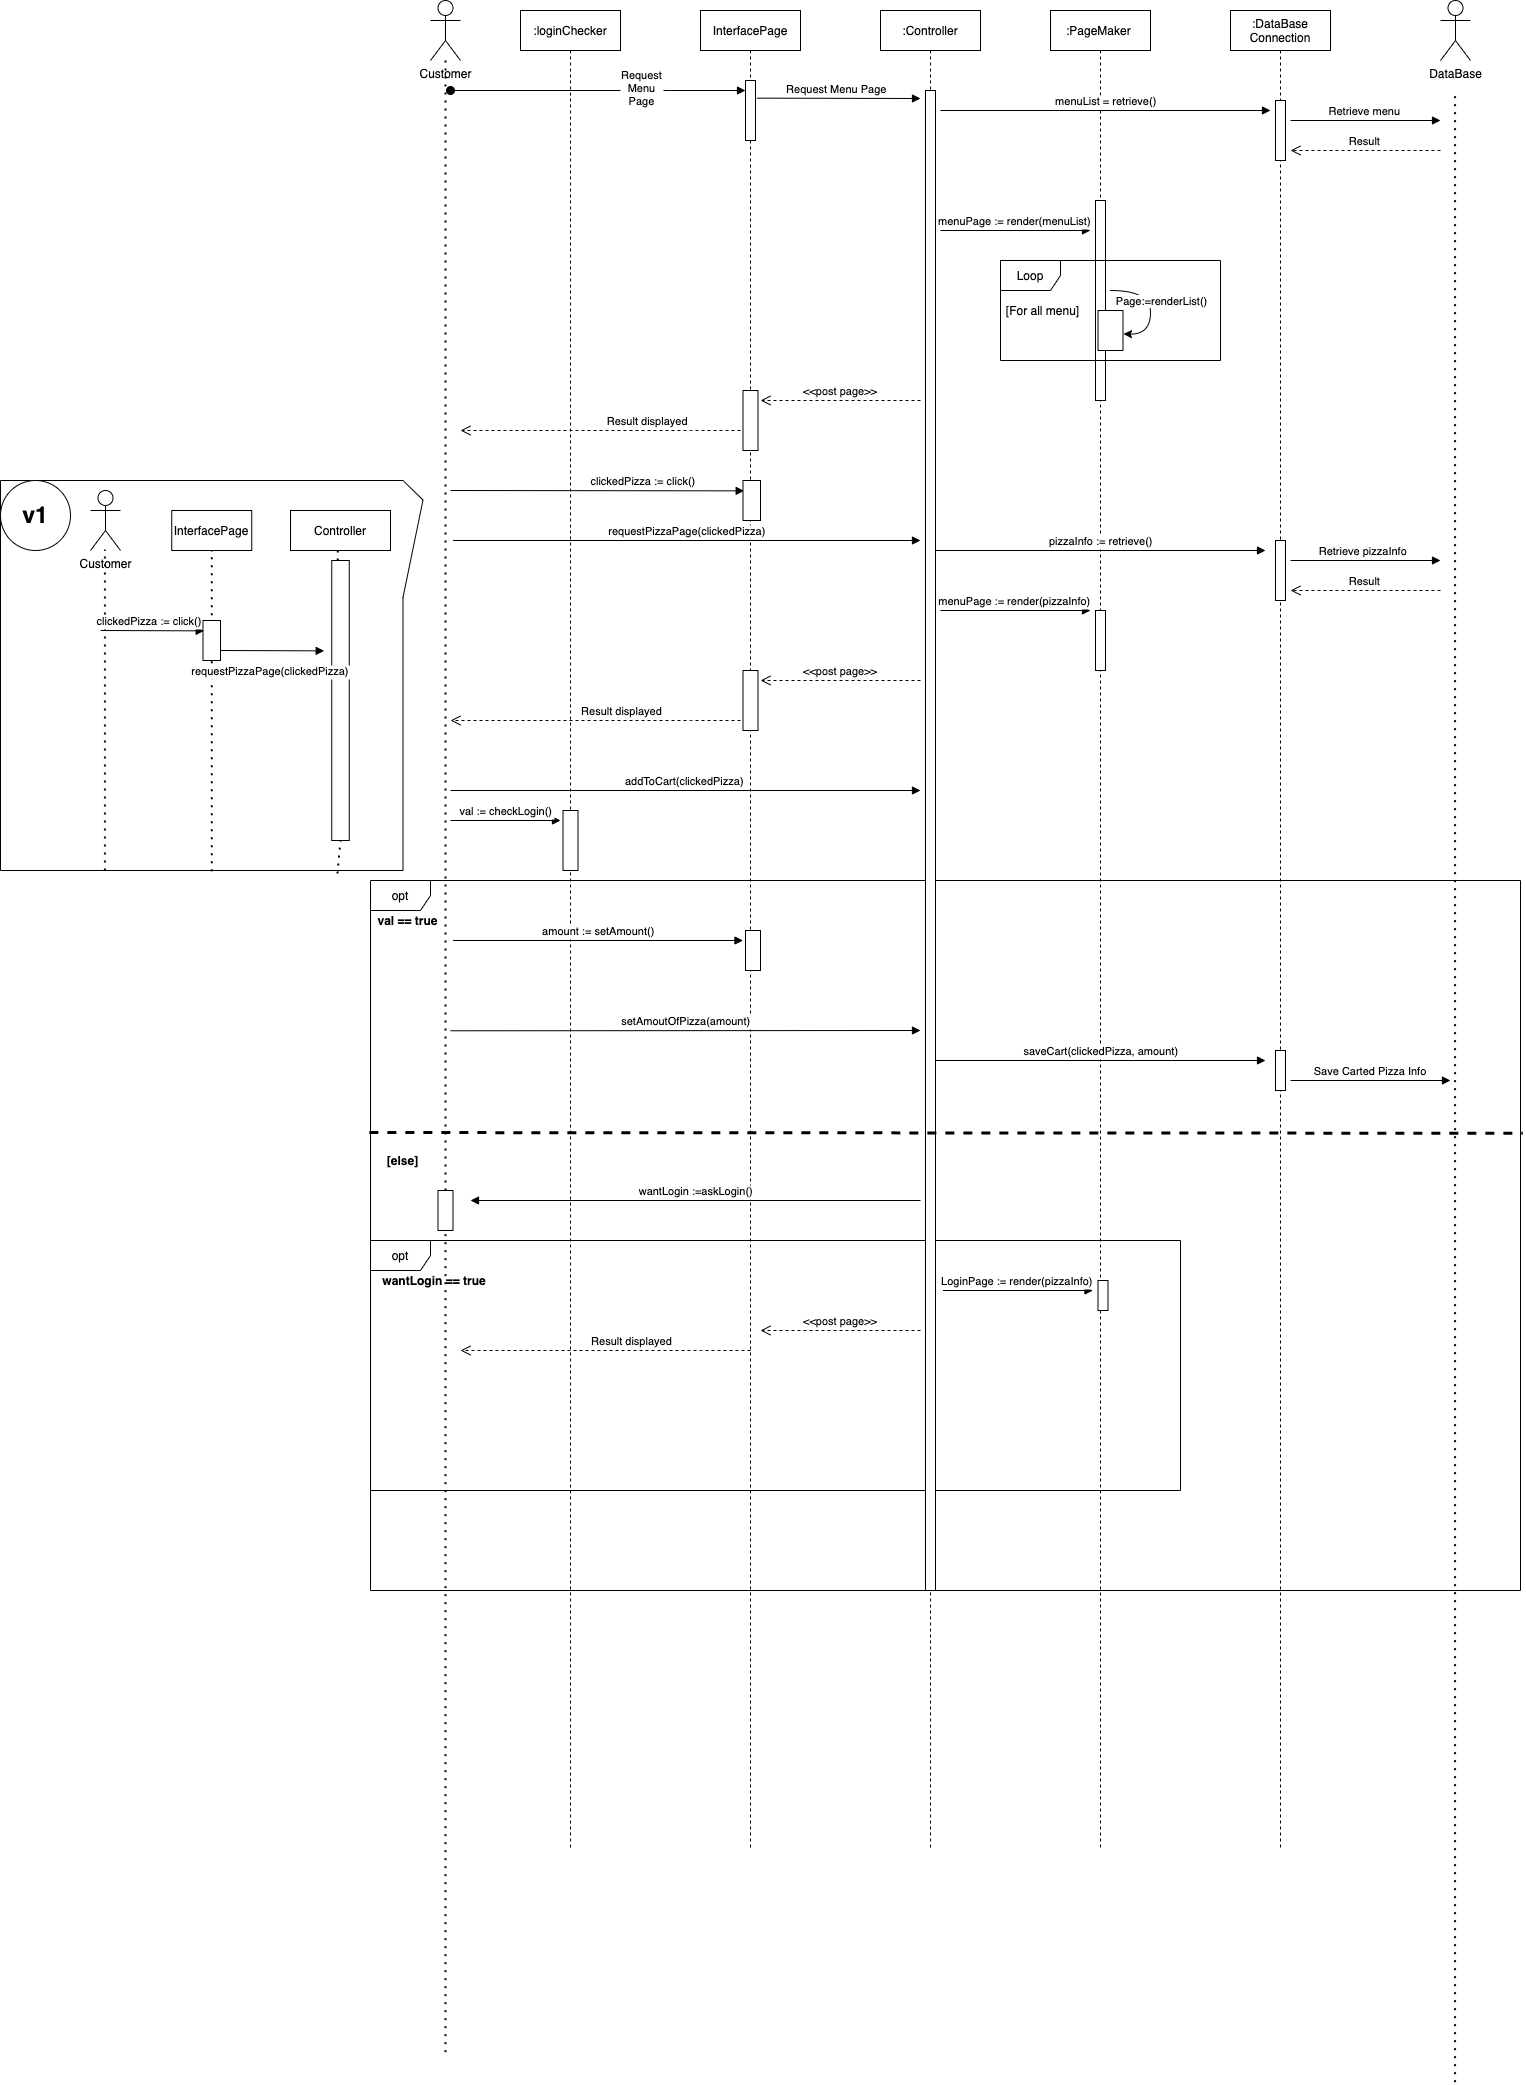 Customer
:loginChecker
InterfacePage
:Controller
:PageMaker
:DataBase
Connection
DataBase
Request
Menu
Page
Request Menu Page
menuList = retrieve()
Retrieve menu
Result
menuPage := render(menuList)
Loop
[For all menu]
Page:=renderList()
<<post page>>
Result displayed
clickedPizza := click()
requestPizzaPage(clickedPizza)
pizzaInfo := retrieve()
Retrieve pizzaInfo
Result
menuPage := render(pizzaInfo)
<<post page>>
Result displayed
v1
Customer
InterfacePage
Controller
clickedPizza := click()
requestPizzaPage(clickedPizza)
addToCart(clickedPizza)
val := checkLogin()
opt
val == true
amount := setAmount()
setAmoutOfPizza(amount)
saveCart(clickedPizza, amount)
Save Carted Pizza Info
[else]
wantLogin :=askLogin()
opt
wantLogin == true
LoginPage := render(pizzaInfo)
<<post page>>
Result displayed